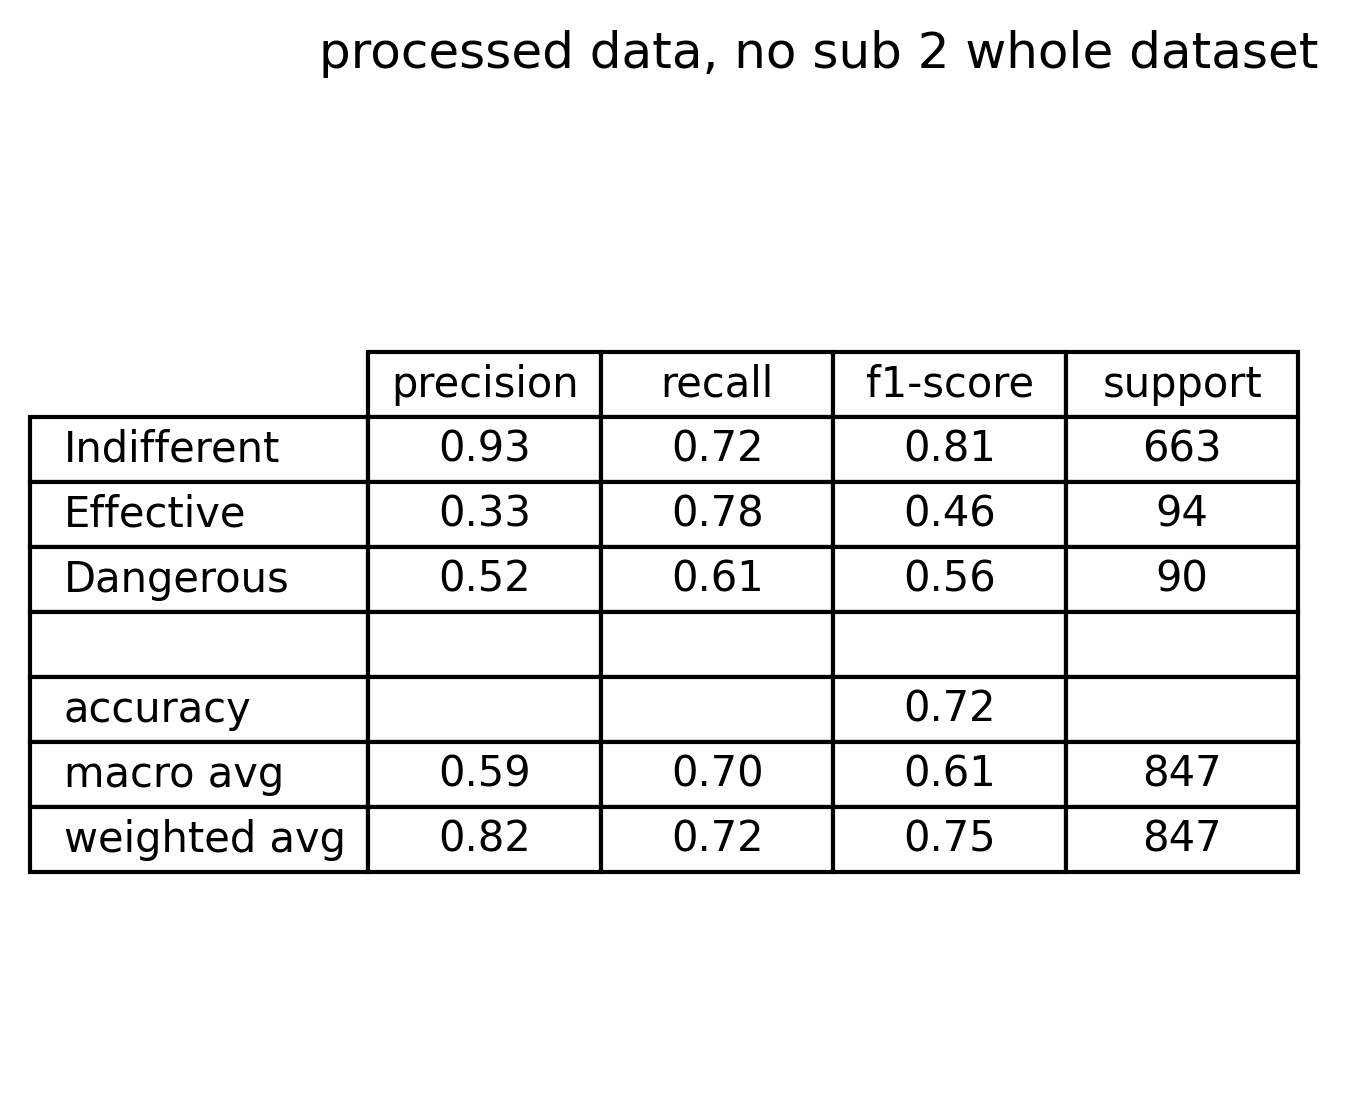 processed data, no sub 2 whole dataset
precision recall f1-score support
Indifferent 0.93 0.72 0.81 663
Effective 0.33 0.78 0.46 94
Dangerous 0.52 0.61 0.56 90
accuracy 0.72
macro avg 0.59 0.70 0.61 847
weighted avg 0.82 0.72 0.75 847